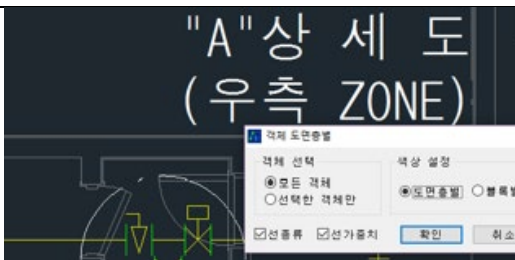 "A"상 세 도
(우측 ZONE)
객체 도면층별
객체 선택
색상 설정
모든 객체
선택한 객체만
도면층별
선종류
선가중치
확인
취소